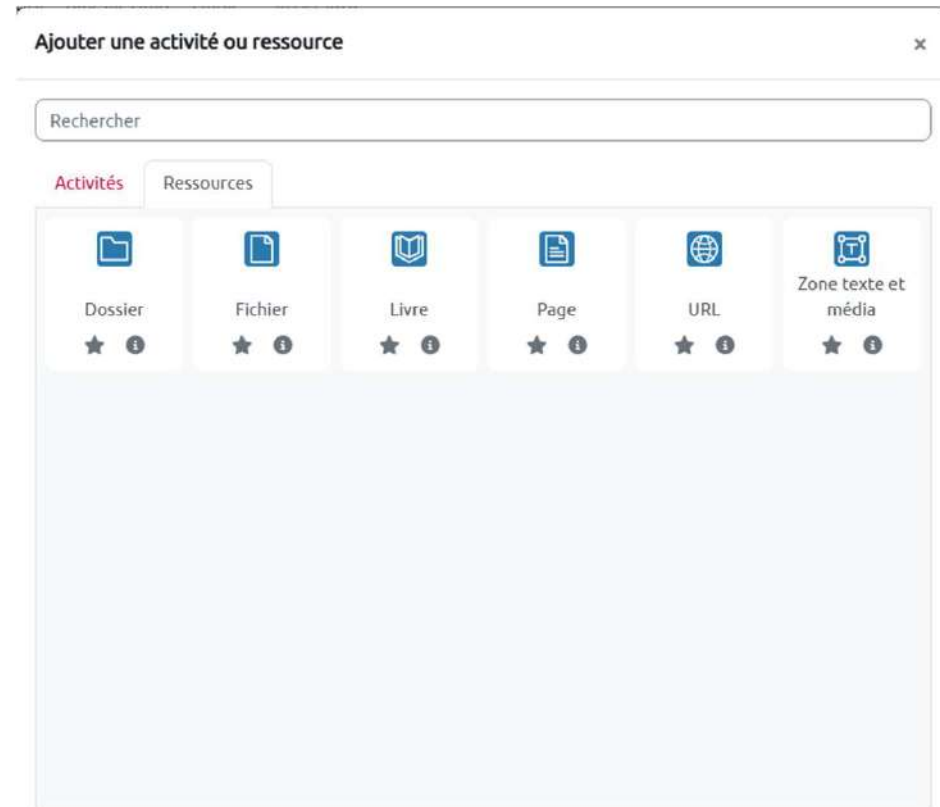 Ajouter une activité ou ressource ×
Rechercher
Activités Ressources
Dossier Fichier Livre Page URL Zone texte et
média